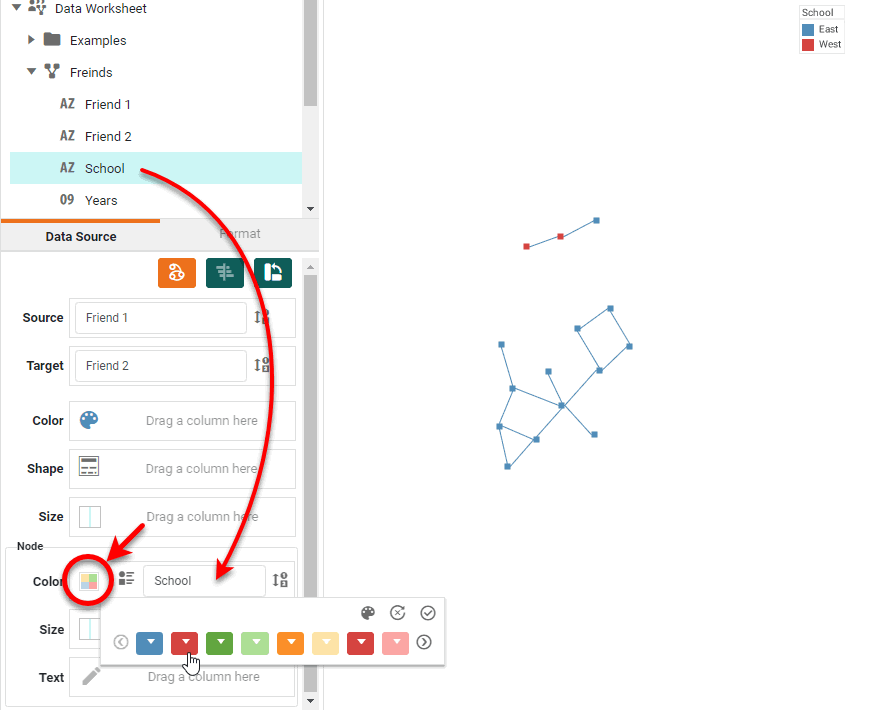 Data Worksheet
Examples
Freinds
AZ Friend 1
AZ Friend 2
AZ School
09 Years
Data Source
Format
Source Friend 1
Target Friend 2
Color Drag a column here
Shape Drag a column here
Size Drag a column here
Node
Color School
Size
Text Drag a column here
School
East
West